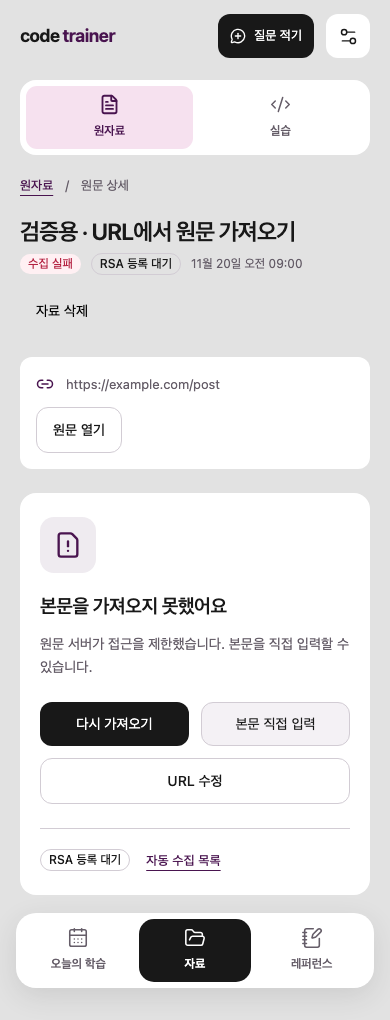 code trainer
질문 적기
원자료
실습
원자료 / 원문 상세
검증용 · URL에서 원문 가져오기
수집 실패 RSA 등록 대기 11월 20일 오전 09:00
자료 삭제
https://example.com/post
원문 열기
본문을 가져오지 못했어요
원문 서버가 접근을 제한했습니다. 본문을 직접 입력할 수
있습니다.
다시 가져오기
본문 직접 입력
URL 수정
RSA 등록 대기 자동 수집 목록
오늘의 학습
자료
레퍼런스